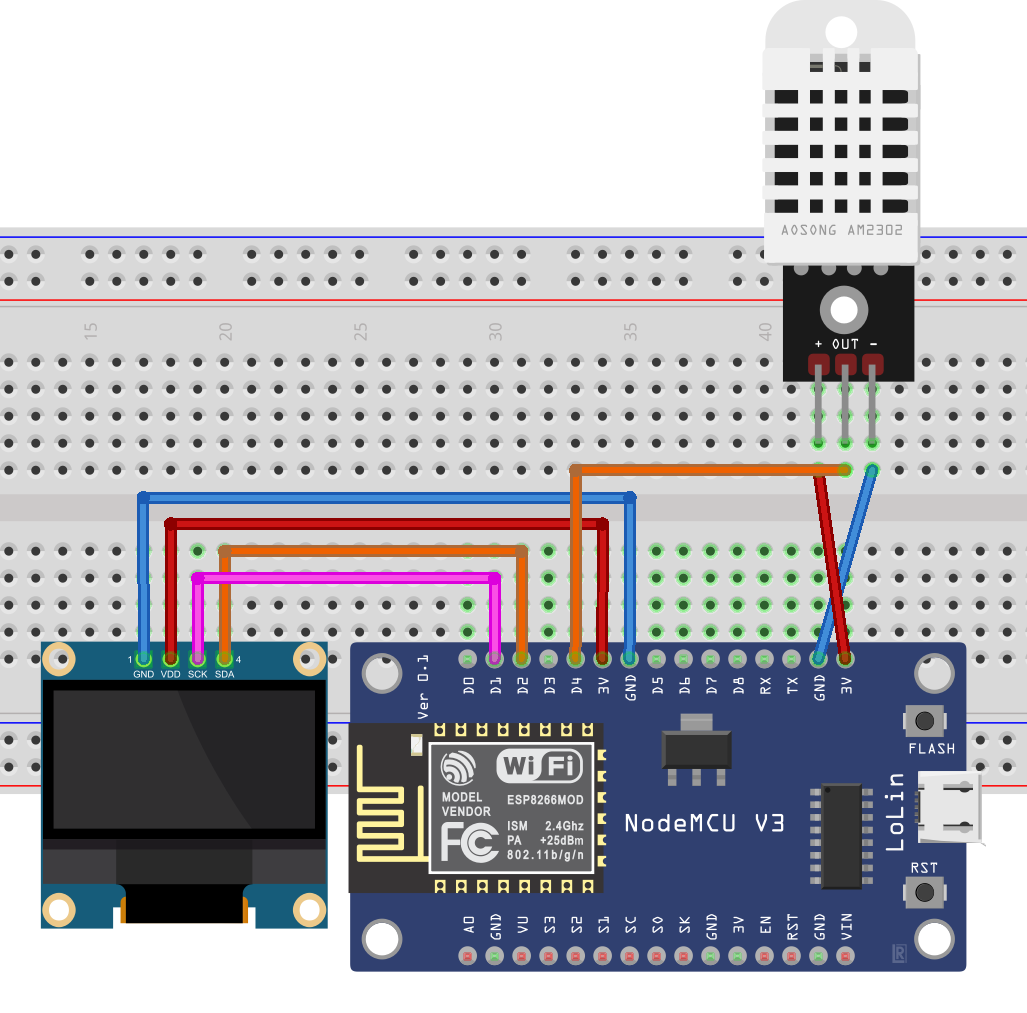 AOSONG AM2302
15
20
25
30
35
40
+ OUT -
1
4
GND
VDD
SCK
SDA
Ver 0.1
D0
D1
D2
D3
D4
3V
GND
D5
D6
D7
D8
RX
TX
GND
3V
FLASH
WiFi
MODEL
VENDOR
ESP8266MOD
FC
ISM 2.4Ghz
PA +25dBm
802.11b/g/n
NodeMCU V3
LoLin
RST
A0
GND
VU
S3
S2
S1
SC
S0
SK
GND
3V
EN
RST
GND
VIN